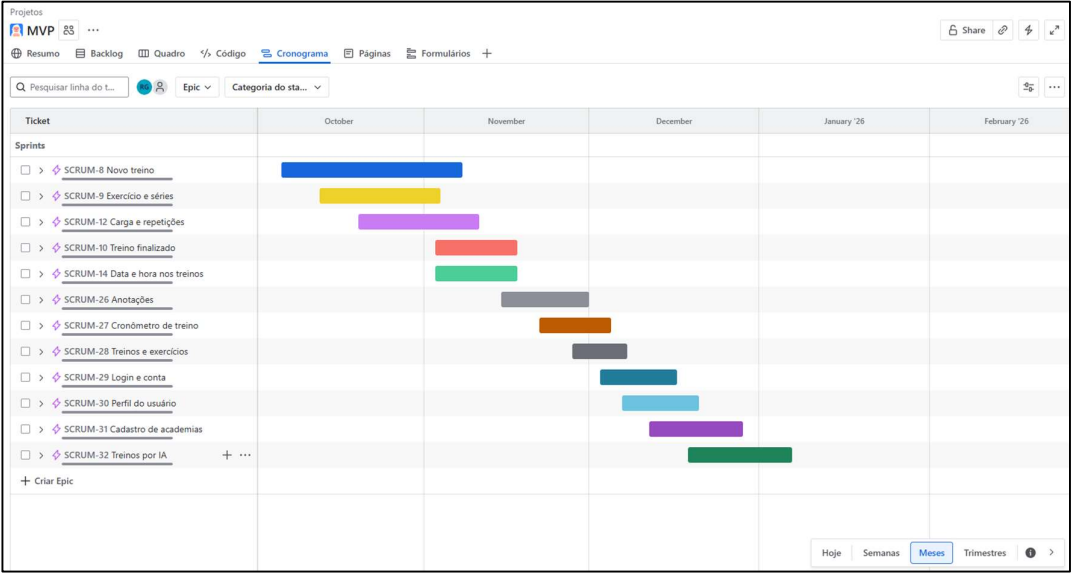 Projetos
MVP
Share
Resumo Backlog Quadro Código Cronograma Páginas Formulários
Pesquisar linha do t... RG Epic Categoria do sta...
Ticket October November December January '26 February '26
Sprints
SCRUM-8 Novo treino
SCRUM-9 Exercício e séries
SCRUM-12 Carga e repetições
SCRUM-10 Treino finalizado
SCRUM-14 Data e hora nos treinos
SCRUM-26 Anotações
SCRUM-27 Cronômetro de treino
SCRUM-28 Treinos e exercícios
SCRUM-29 Login e conta
SCRUM-30 Perfil do usuário
SCRUM-31 Cadastro de academias
SCRUM-32 Treinos por IA
+ Criar Epic
Hoje Semanas Meses Trimestres